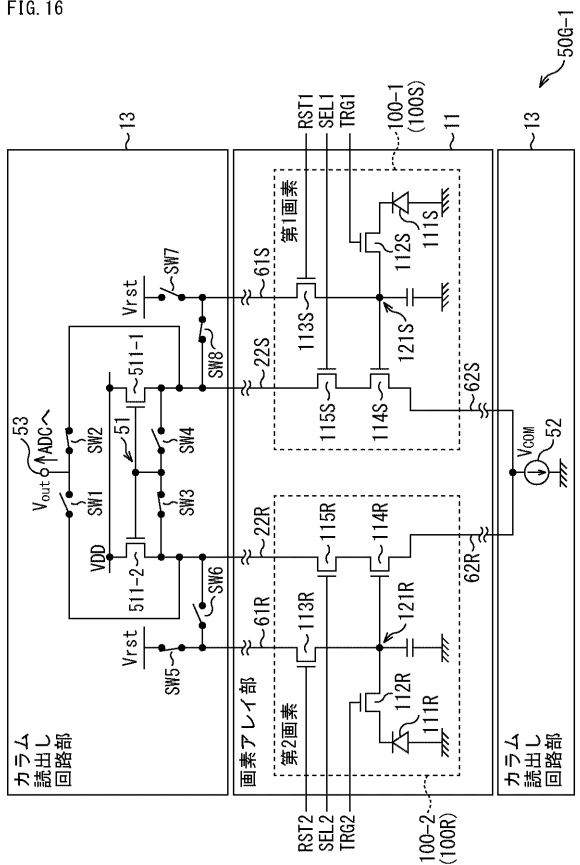 FIG. 16
50G-1
13
カラム
読出し
回路部
53
Vout
ADCへ
SW1
SW2
VDD
51
511-2
511-1
SW3
SW4
Vrst
SW5
SW6
Vrst
SW7
SW8
61R
22R
22S
61S
11
画素アレイ部
第2画素
第1画素
RST2
SEL2
TRG2
RST1
SEL1
TRG1
113R
115R
114R
121R
112R
111R
113S
115S
114S
121S
112S
111S
100-2
(100R)
100-1
(100S)
62R
62S
13
カラム
読出し
回路部
VCOM
52